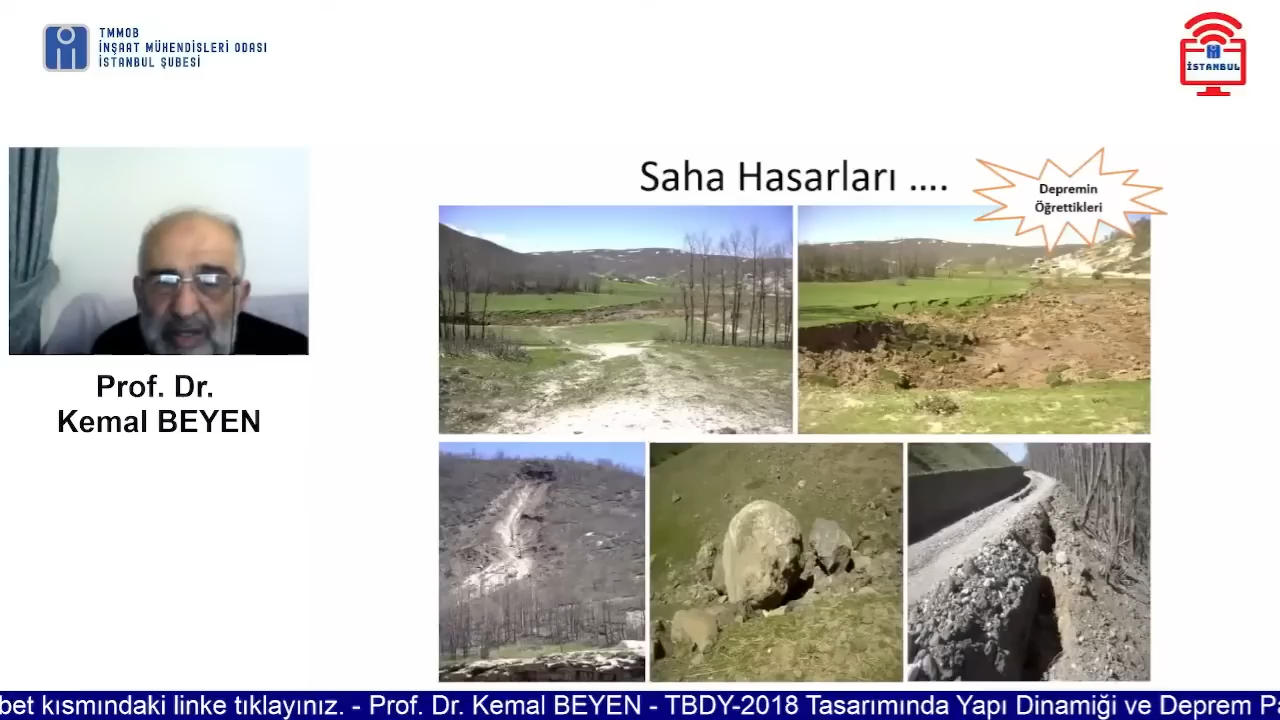 TMMOB
İNŞAAT MÜHENDİSLERİ ODASI
İSTANBUL ŞUBESİ
İSTANBUL
Saha Hasarları ....
Depremin
Öğrettikleri
Prof. Dr.
Kemal BEYEN
bet kısmındaki linke tıklayınız. - Prof. Dr. Kemal BEYEN - TBDY-2018 Tasarımında Yapı Dinamiği ve Deprem Pa